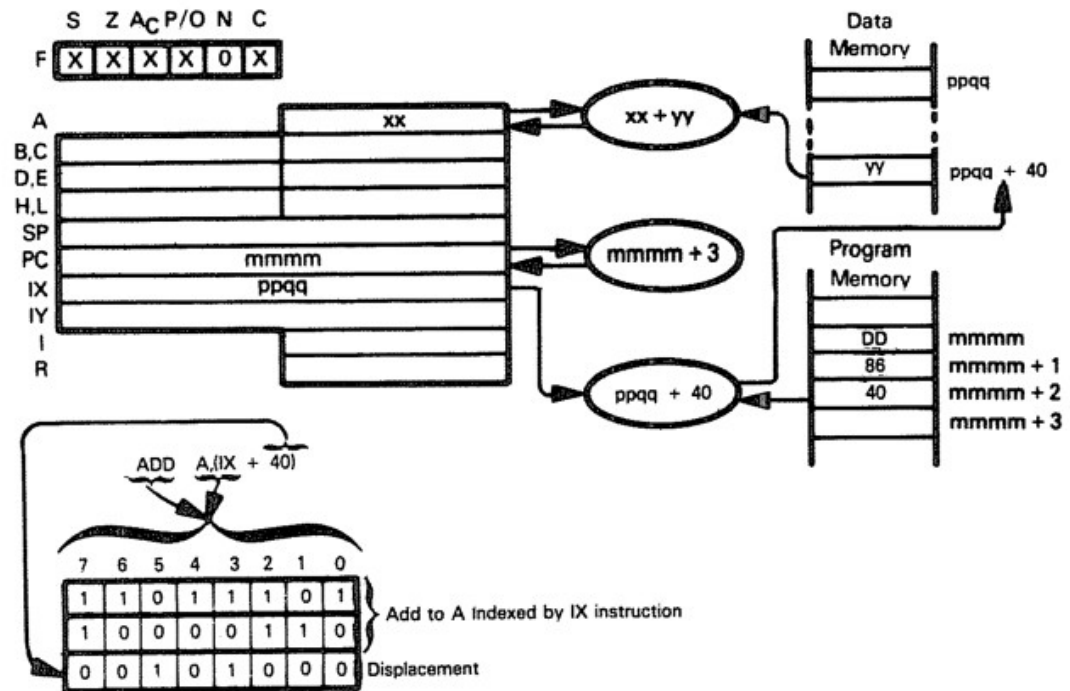 S Z AC P/O N C
F X X X X 0 X
A xx
B,C
D,E
H,L
SP
PC mmmm
IX ppqq
IY
I
R
xx + yy
mmmm + 3
ppqq + 40
Data
Memory
ppqq
yy ppqq + 40
Program
Memory
DD mmmm
86 mmmm + 1
40 mmmm + 2
mmmm + 3
ADD A,(IX + 40)
7 6 5 4 3 2 1 0
1 1 0 1 1 1 0 1
1 0 0 0 0 1 1 0
Add to A Indexed by IX instruction
0 0 1 0 1 0 0 0 Displacement